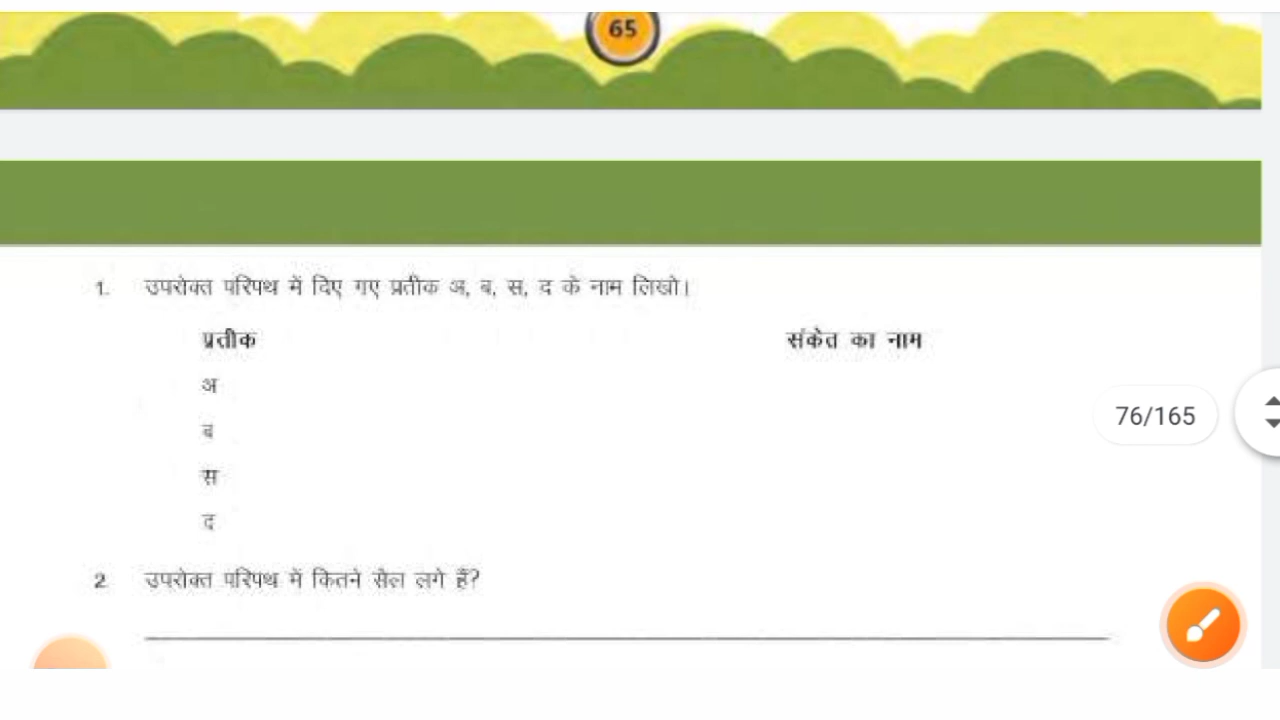 65
1. उपरोक्त परिपथ में दिए गए प्रतीक अ, ब, स, द के नाम लिखो।
प्रतीक संकेत का नाम
अ
76/165
ब
स
द
2 उपरोक्त परिपथ में कितने सेल लगे हैं?